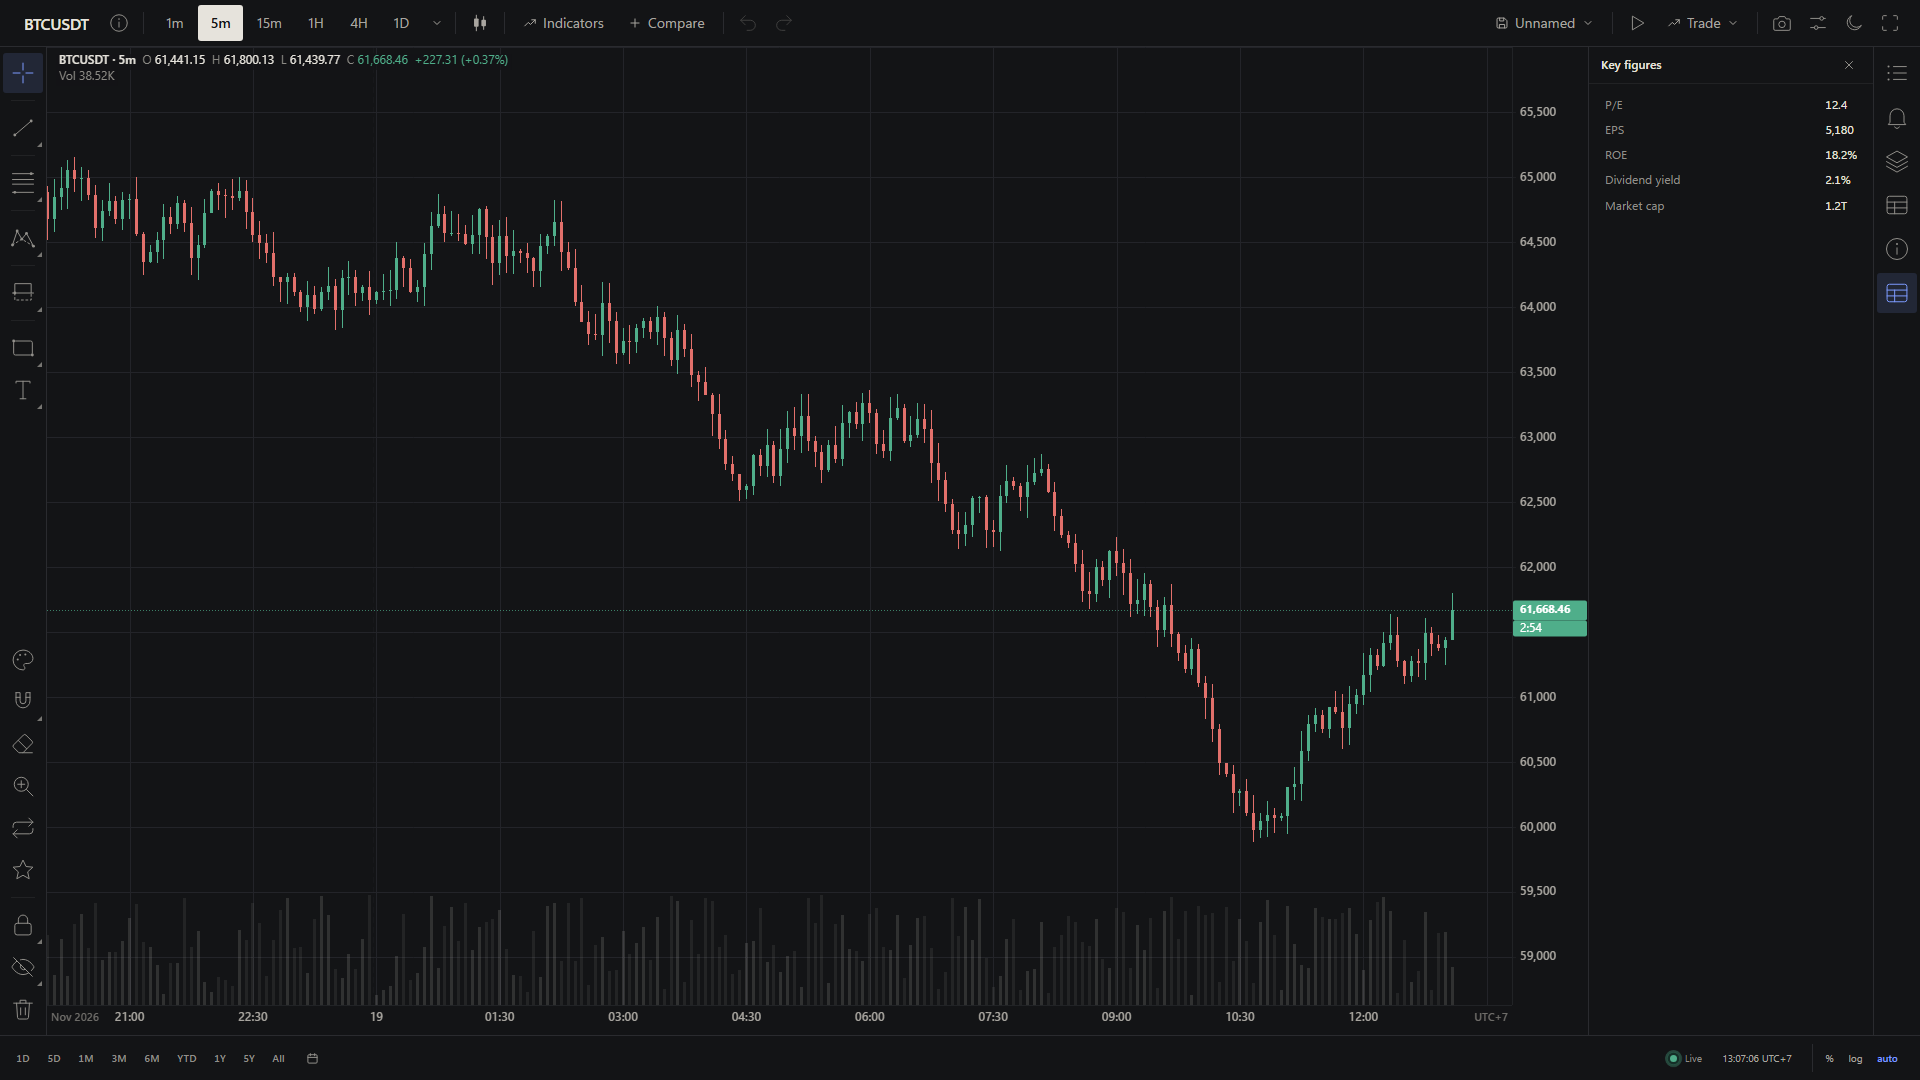 BTCUSDT 1m 5m 15m 1H 4H 1D Indicators Compare Unnamed Trade
BTCUSDT · 5m O 61,441.15 H 61,800.13 L 61,439.77 C 61,668.46 +227.31 (+0.37%)
Vol 38.52K
65,500
65,000
64,500
64,000
63,500
63,000
62,500
62,000
61,668.46
2:54
61,000
60,500
60,000
59,500
59,000
Nov 2026 21:00 22:30 19 01:30 03:00 04:30 06:00 07:30 09:00 10:30 12:00 UTC+7
Key figures
P/E 12.4
EPS 5,180
ROE 18.2%
Dividend yield 2.1%
Market cap 1.2T
1D 5D 1M 3M 6M YTD 1Y 5Y All Live 13:07:06 UTC+7 % log auto